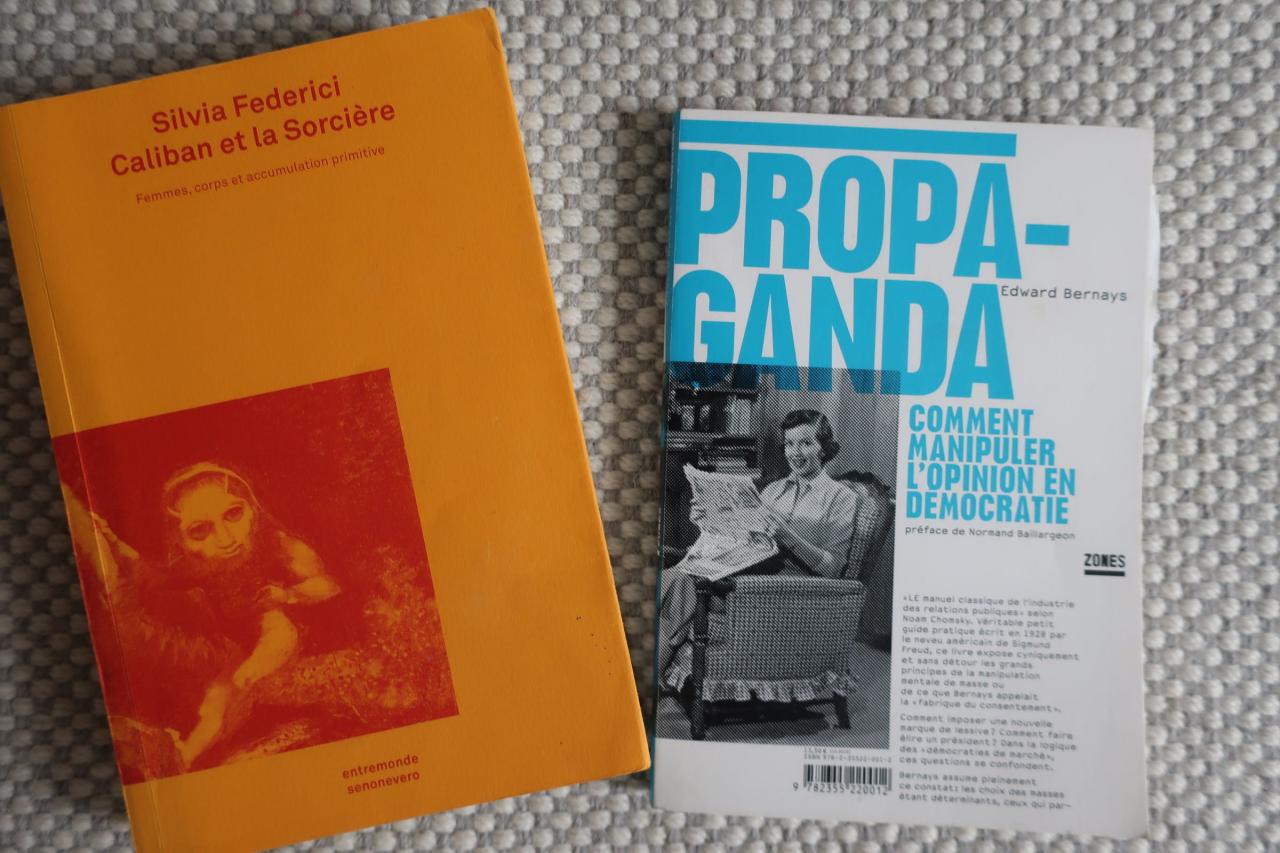 Silvia Federici
Caliban et la Sorcière
Femmes, corps et accumulation primitive
entremonde
senonevero
PROPA-
GANDA
Edward Bernays
COMMENT
MANIPULER
L'OPINION EN
DÉMOCRATIE
préface de Normand Baillargeon
ZONES
«LE manuel classique de l'industrie
des relations publiques» selon
Noam Chomsky. Véritable petit
guide pratique écrit en 1928 par
le neveu américain de Sigmund
Freud, ce livre expose cyniquement
et sans détour les grands
principes de la manipulation
mentale de masse ou
de ce que Bernays appelait
la «fabrique du consentement».
Comment imposer une nouvelle
marque de lessive? Comment faire
élire un président? Dans la logique
des «démocraties de marché»,
ces questions se confondent.
Bernays assume pleinement
ce constat: les choix des masses
étant déterminants, ceux qui par-
ISBN 978-2-35522-001-2
9 782355 220012